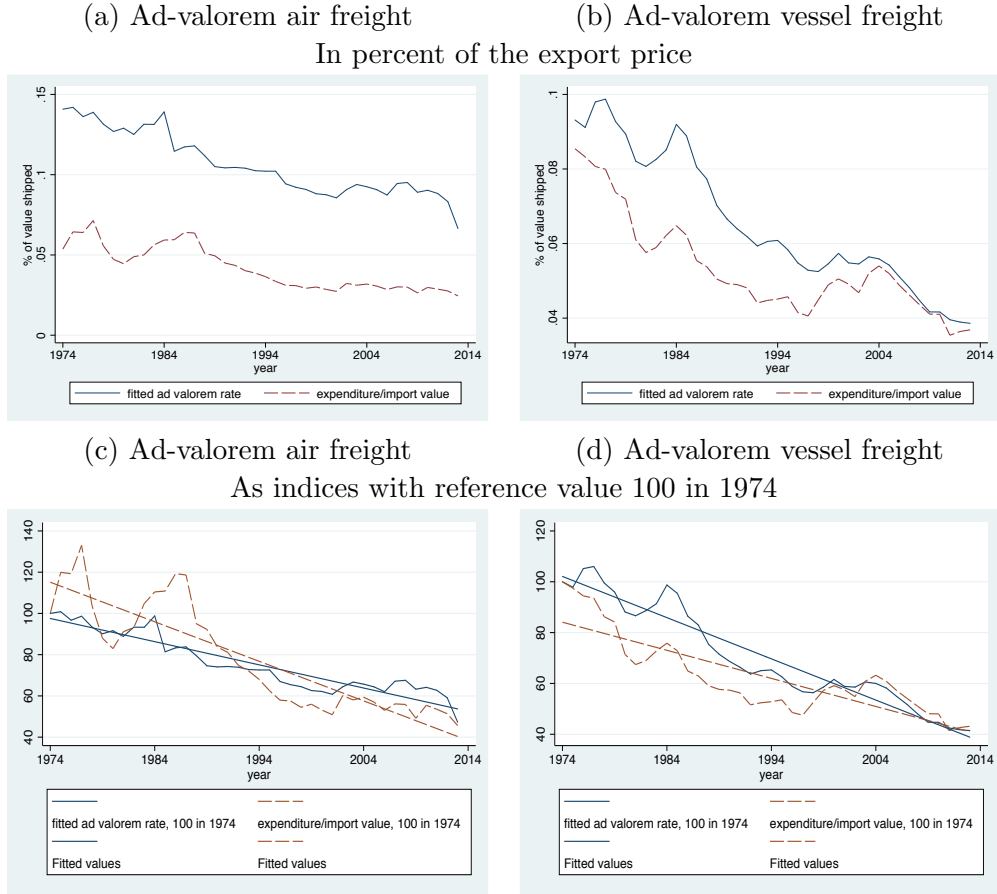 (a) Ad-valorem air freight
(b) Ad-valorem vessel freight
In percent of the export price
% of value shipped
.15
.1
.05
0
1974 1984 1994 2004 2014
year
fitted ad valorem rate expenditure/import value
% of value shipped
.1
.08
.06
.04
1974 1984 1994 2004 2014
year
fitted ad valorem rate expenditure/import value
(c) Ad-valorem air freight
(d) Ad-valorem vessel freight
As indices with reference value 100 in 1974
140
120
100
80
60
40
1974 1984 1994 2004 2014
year
fitted ad valorem rate, 100 in 1974 expenditure/import value, 100 in 1974
Fitted values Fitted values
120
100
80
60
40
1974 1984 1994 2004 2014
year
fitted ad valorem rate, 100 in 1974 expenditure/import value, 100 in 1974
Fitted values Fitted values